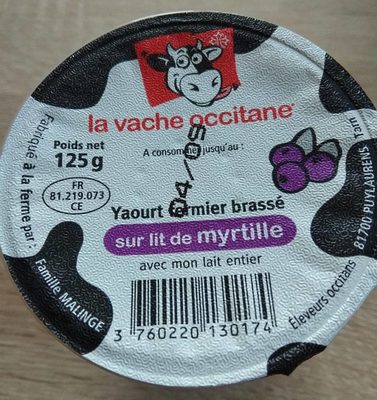 la vache occitane
Poids net
125 g
A consommer jusqu'au :
04/05
FR
81.219.073
CE
Yaourt fermier brassé
sur lit de myrtille
avec mon lait entier
3 760220 130174
Fabriqué à la ferme par :
Famille MALINGE
Éleveurs occitans
81700 PUYLAURENS Tarn